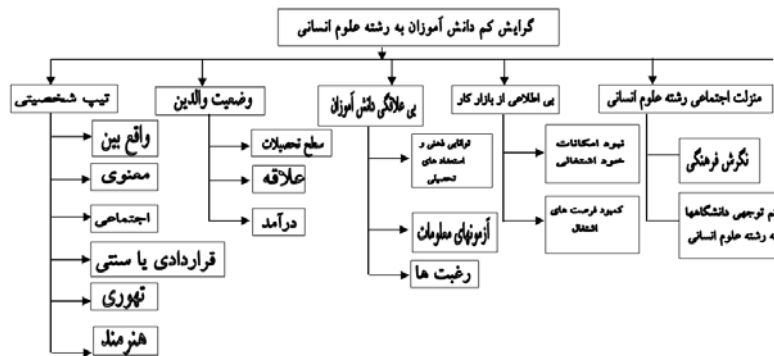 گرایش کم دانش آموزان به رشته علوم انسانی
منزلت اجتماعی رشته علوم انسانی
نگرش فرهنگی
توجهی دانشگاهها
به رشته علوم انسانی
بی اطلاعی از بازار کار
نبود امکانات
خود اشتغالی
کمبود فرصت های
اشتغال
بی علاقگی دانش آموزان
توانایی ذهنی و
استعداد های
تحصیلی
آزمونهای معلومات
رغبت ها
وضعیت والدین
سطح تحصیلات
علاقه
درآمد
تیپ شخصیتی
واقع بین
معنوی
اجتماعی
قراردادی یا سنتی
تهوری
هنرمند